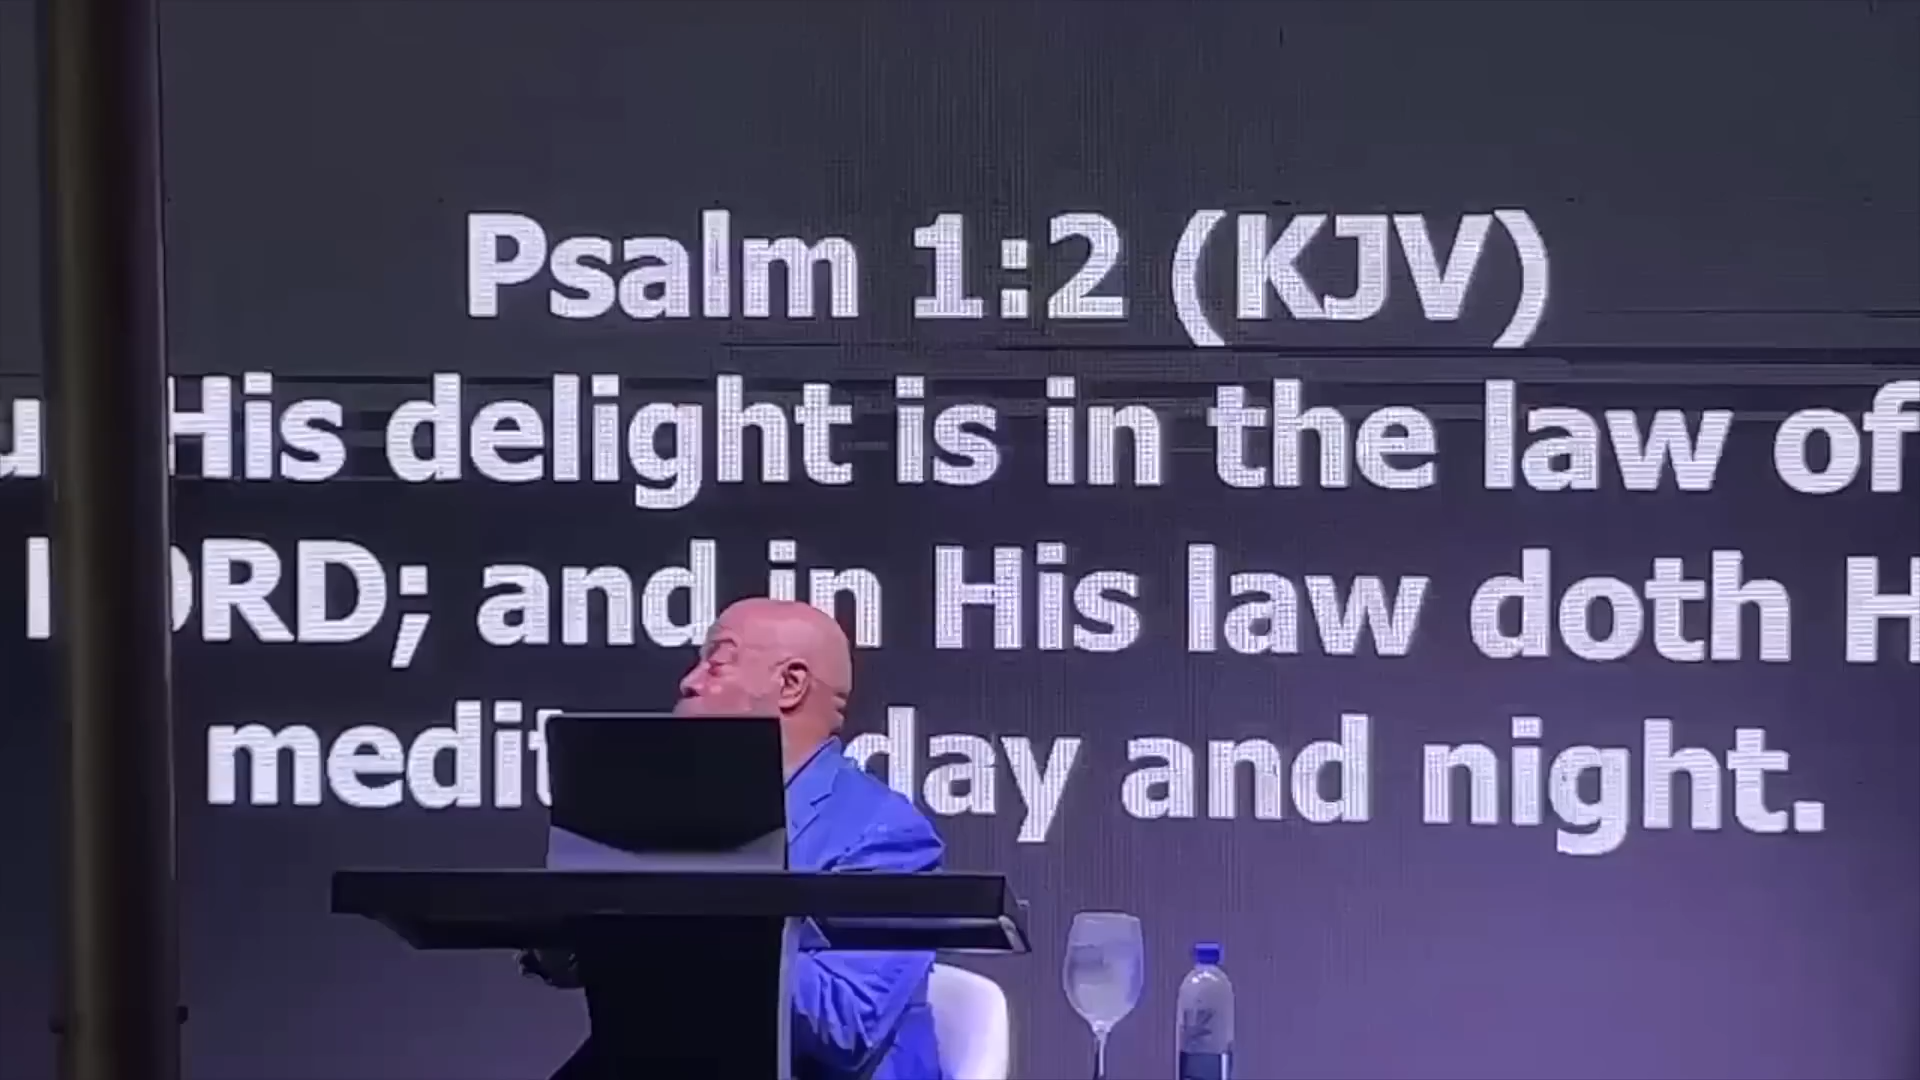 Psalm 1:2 (KJV)
His delight is in the law of
LORD; and in His law doth
day and night.